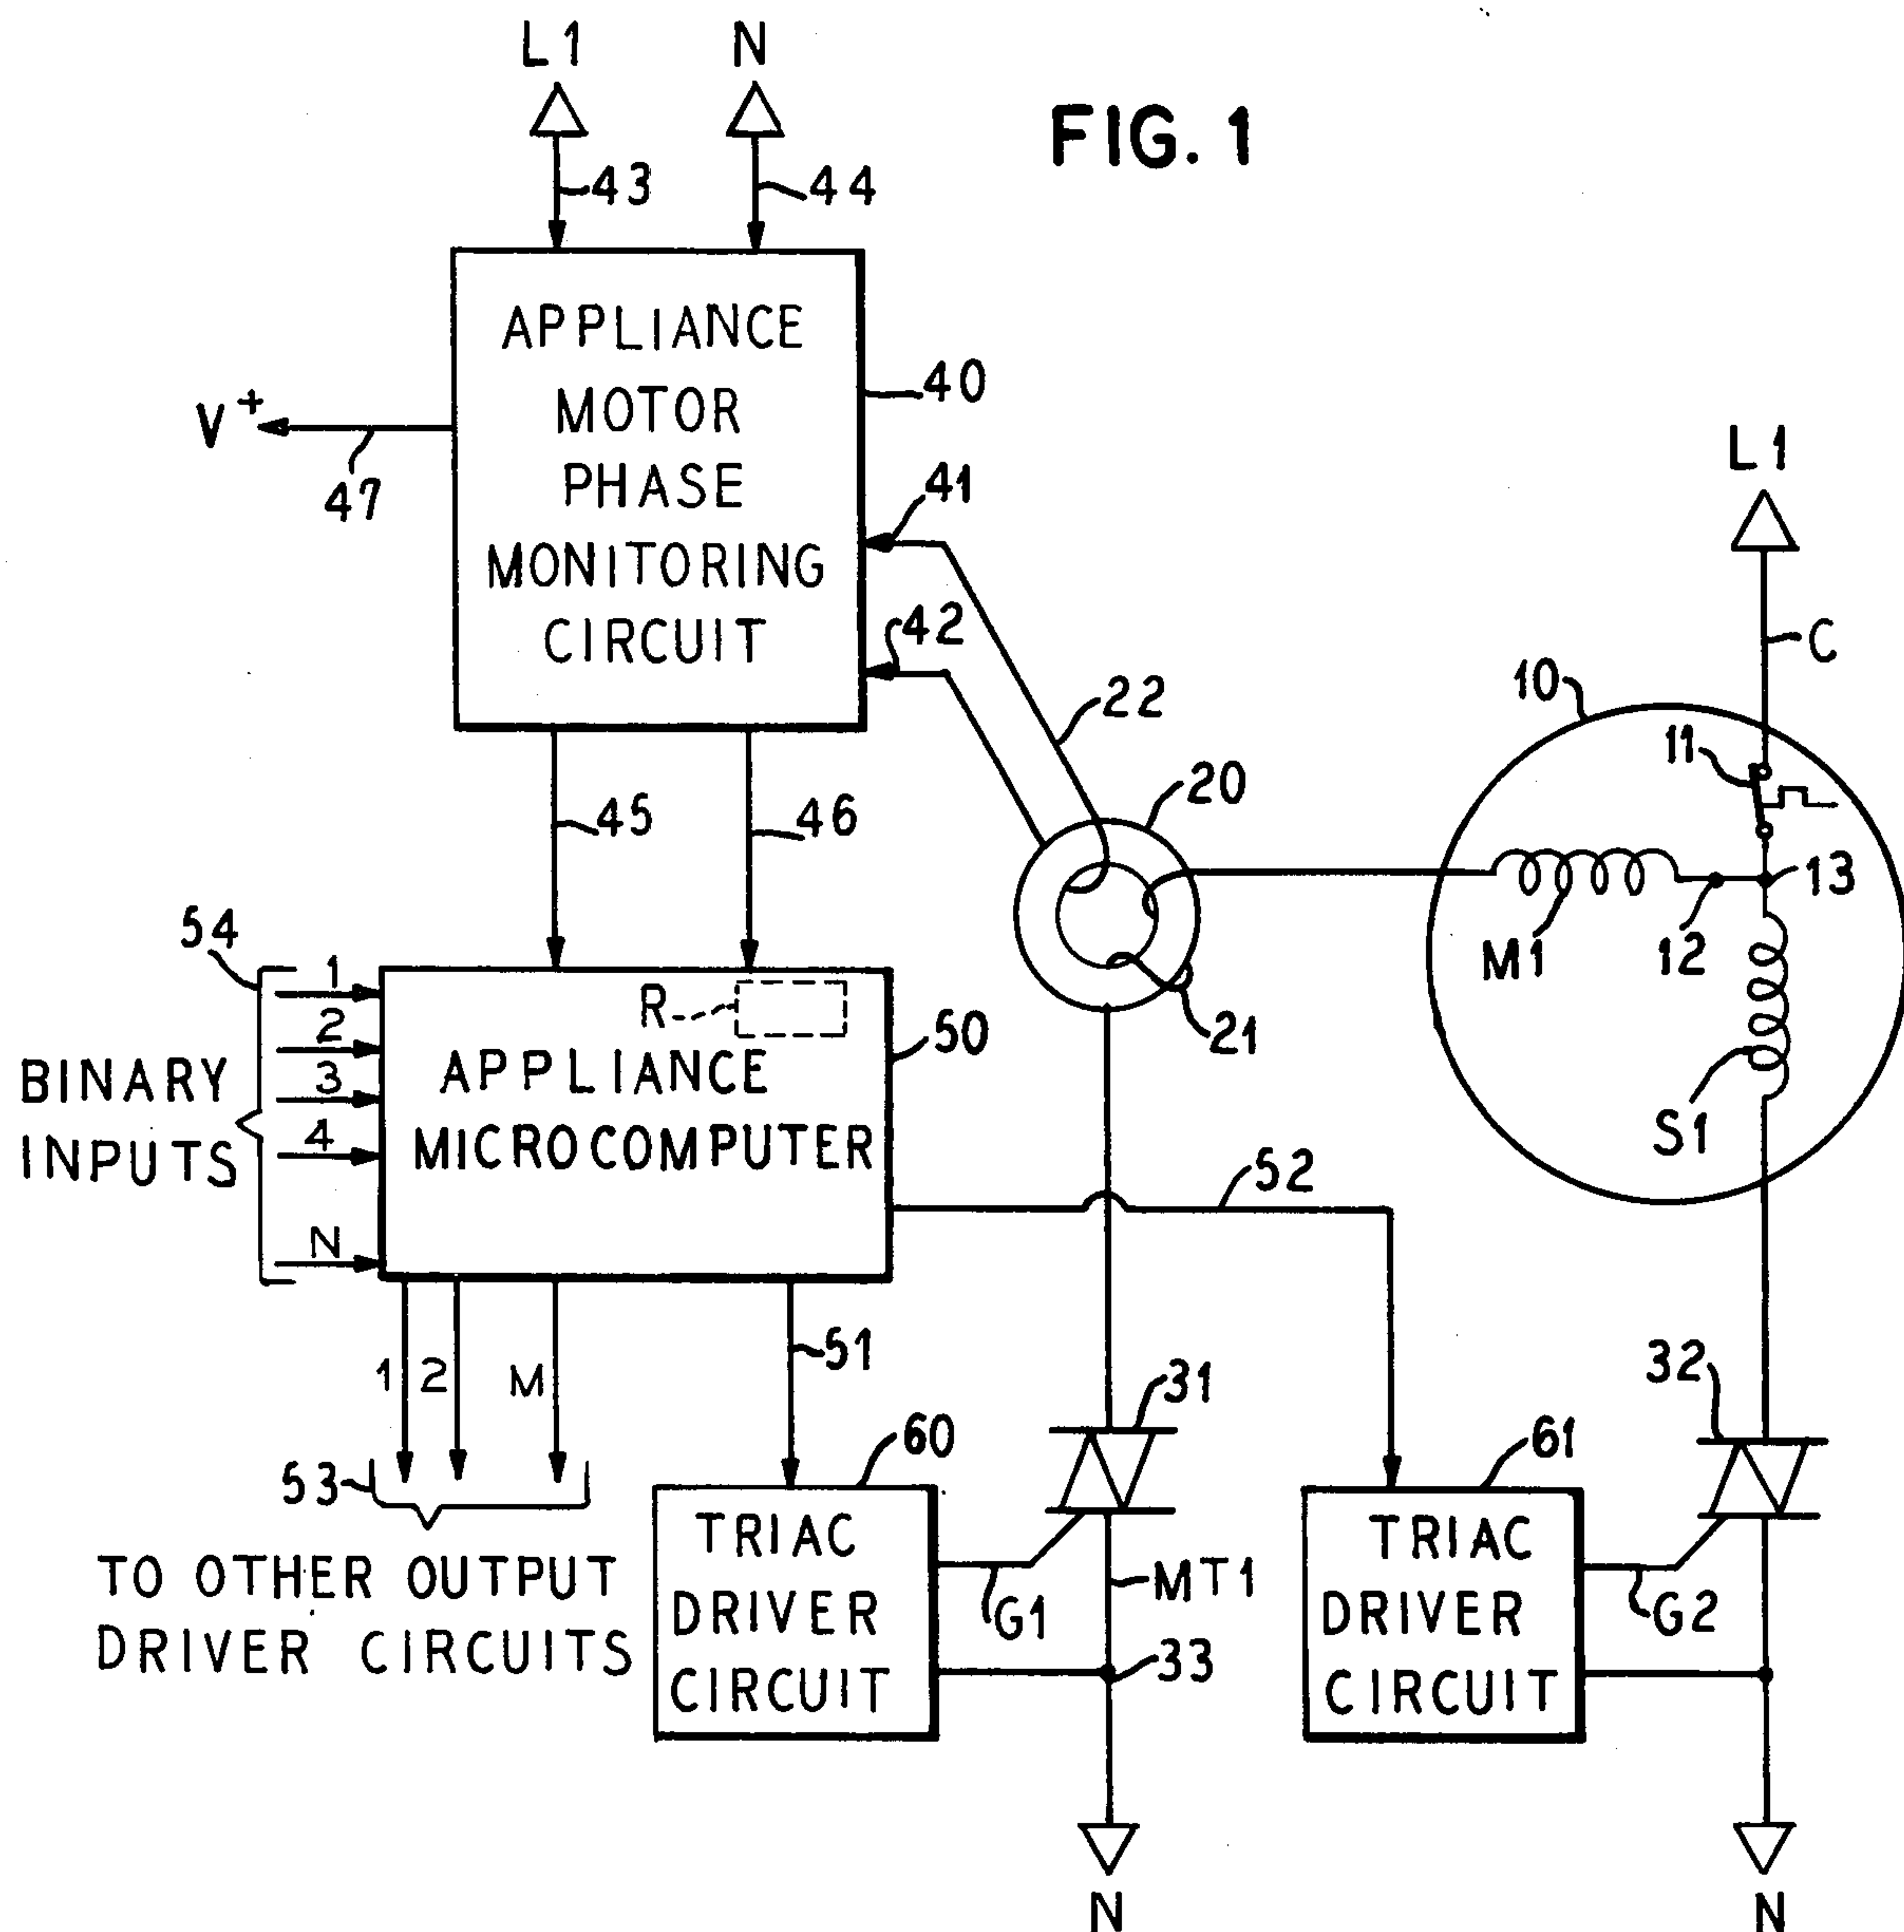 L1 N
FIG. 1
43 44
APPLIANCE
MOTOR
PHASE
MONITORING
CIRCUIT
40
V+
47
41
42
L1
C
22
10
11
20
45 46
13
M1 12
54
1
2
3
4
N
BINARY
INPUTS
R
APPLIANCE
MICROCOMPUTER
50
21
S1
52
1 2 M
51
31
32
53
60
61
TO OTHER OUTPUT
DRIVER CIRCUITS
TRIAC
DRIVER
CIRCUIT
G1
MT1
33
TRIAC
DRIVER
CIRCUIT
G2
N N